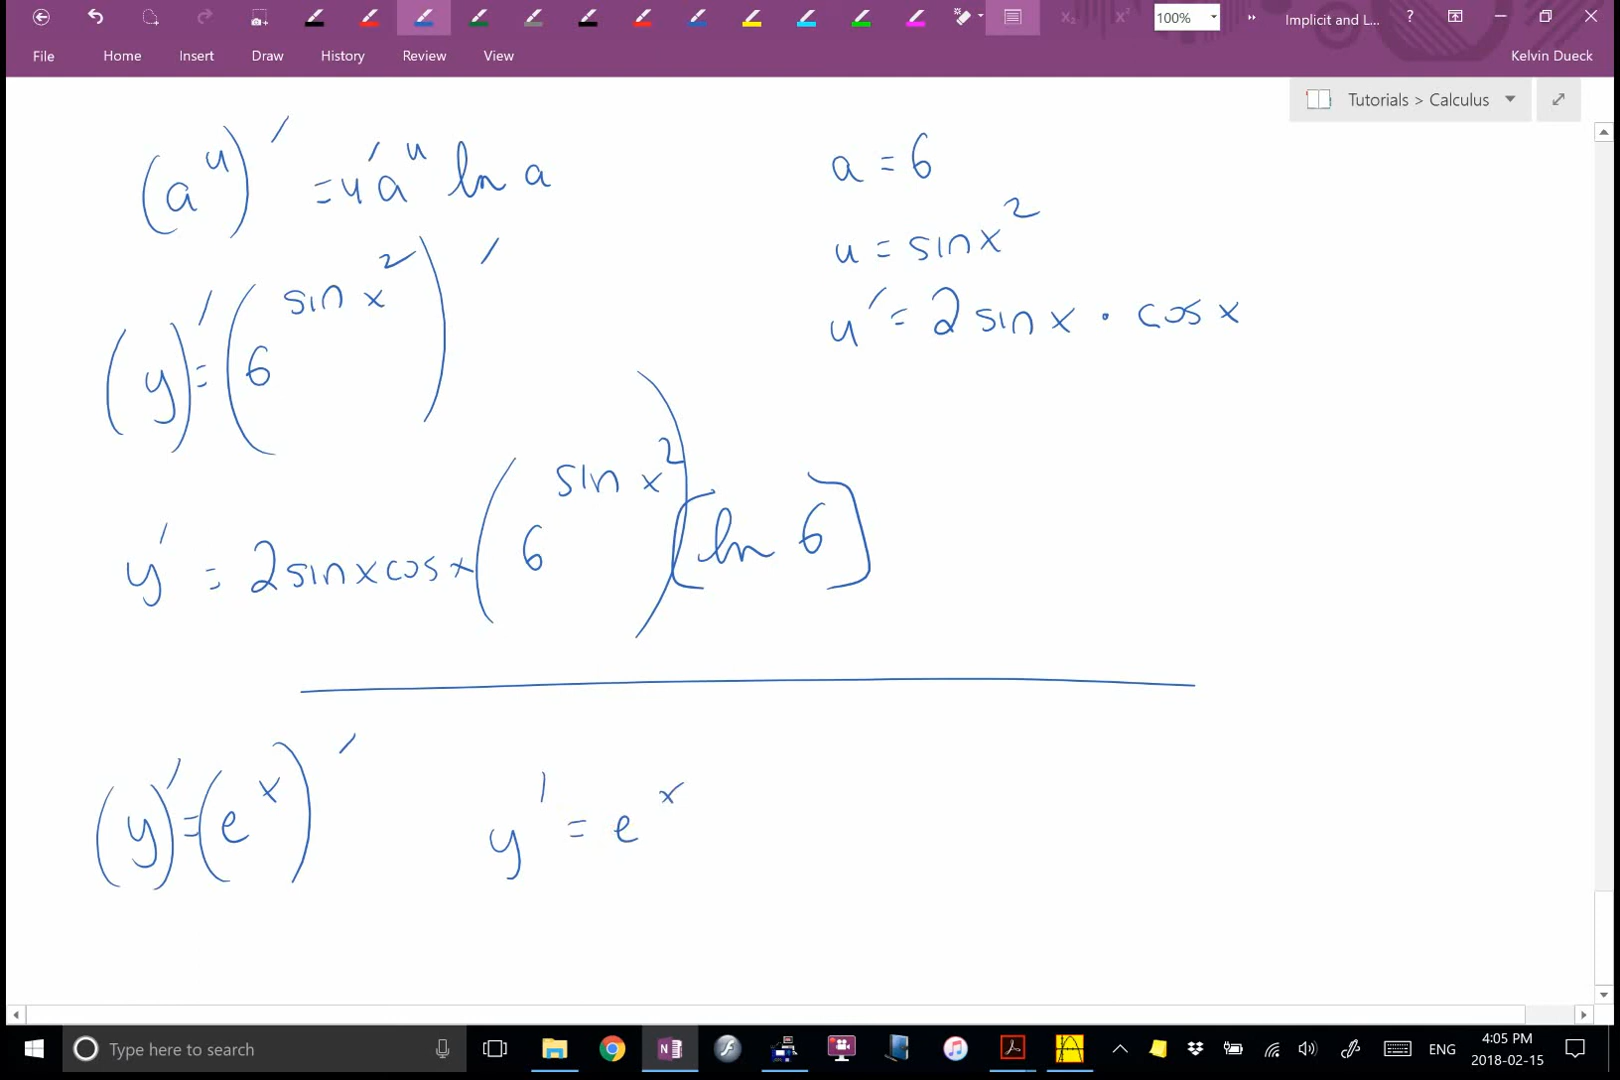 100%
Implicit and L...
?
File Home Insert Draw History Review View
Kelvin Dueck
Tutorials > Calculus
(a^u)' = u'a^u ln a
a = 6
u = sinx^2
u' = 2 sin x · cos x
(y)' = (6^sin x^2)'
y' = 2sinxcosx(6^sin x^2)[ln 6]
(y)' = (e^x)' y' = e^x
Type here to search
ENG
4:05 PM
2018-02-15